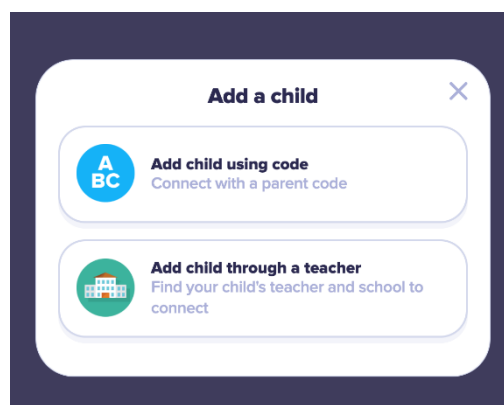 Add a child
A
BC
Add child using code
Connect with a parent code
Add child through a teacher
Find your child's teacher and school to
connect